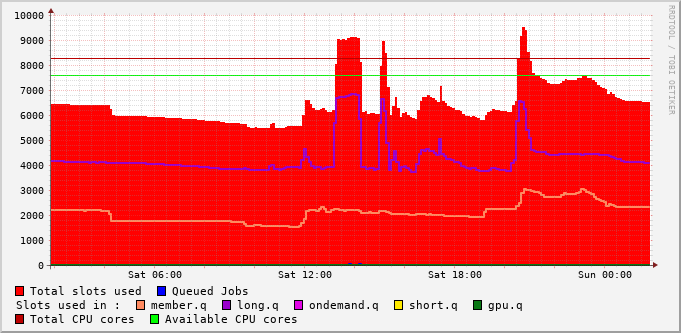 10000
9000
8000
7000
6000
5000
4000
3000
2000
1000
0
Sat 06:00 Sat 12:00 Sat 18:00 Sun 00:00
RRDTOOL / TOBI OETIKER
Total slots used Queued Jobs
Slots used in : member.q long.q ondemand.q short.q gpu.q
Total CPU cores Available CPU cores